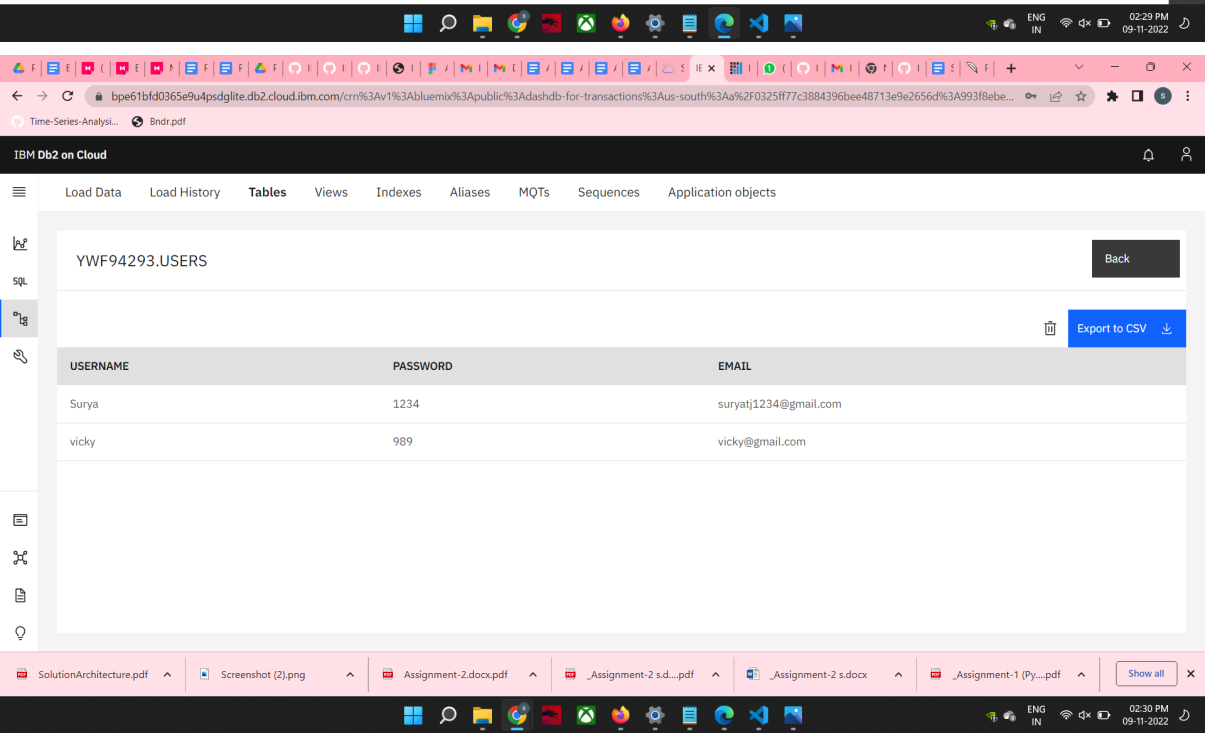 ENG
IN
02:29 PM
09-11-2022
bpe61bfd0365e9u4psdglite.db2.cloud.ibm.com/crn%3Av1%3Abluemix%3Apublic%3Adashdb-for-transactions%3Aus-south%3Aa%2F0325ff77c3884396bee48713e9e2656d%3A993f8ebe...
Time-Series-Analysi...
Bndr.pdf
IBM Db2 on Cloud
Load Data Load History Tables Views Indexes Aliases MQTs Sequences Application objects
YWF94293.USERS
Back
SQL
Export to CSV
USERNAME PASSWORD EMAIL
Surya 1234 suryatj1234@gmail.com
vicky 989 vicky@gmail.com
SolutionArchitecture.pdf Screenshot (2).png Assignment-2.docx.pdf _Assignment-2 s.d....pdf _Assignment-2 s.docx _Assignment-1 (Py....pdf Show all
ENG
IN
02:30 PM
09-11-2022